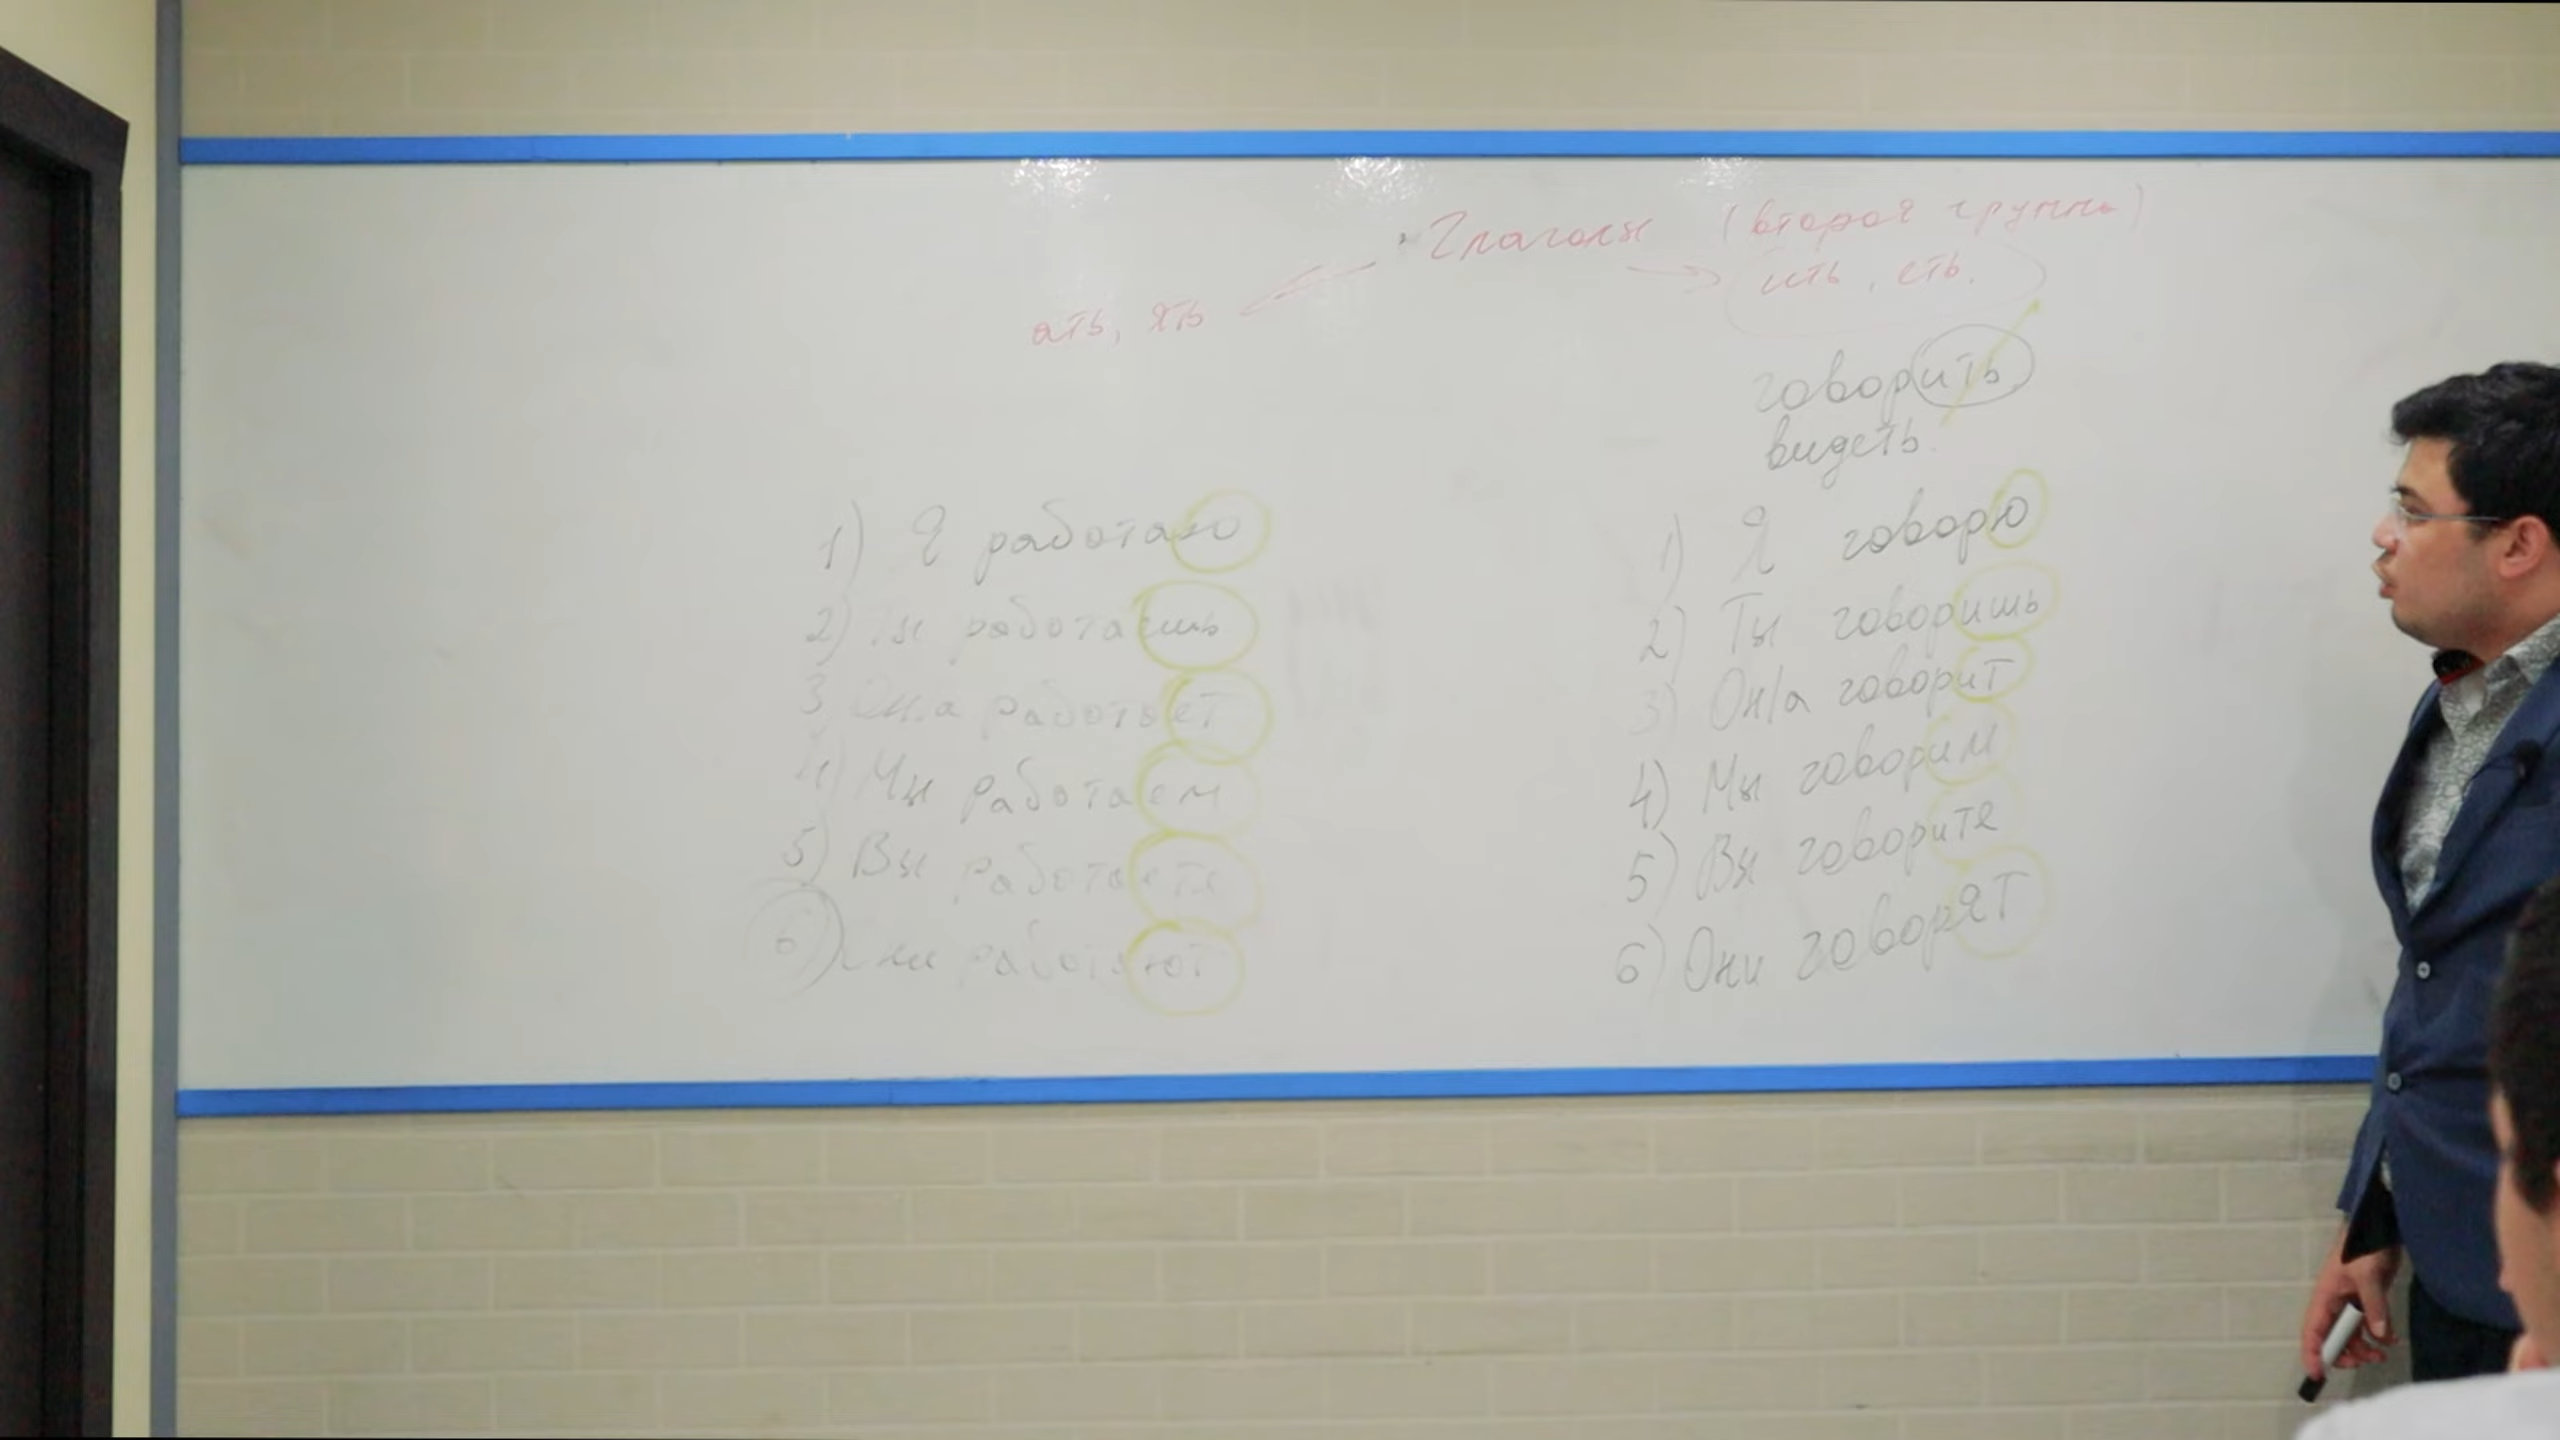 Глаголы (вторая группа)
ить, еть.
ать, ять
говорить
видеть.
1) Я работаю
2) Ты работаешь
3 Он/а работает
4) Мы работаем
5) Вы работаете
6) Они работают
1) Я говорю
2) Ты говоришь
3) Он/а говорит
4) Мы говорим
5) Вы говорите
6) Они говорят